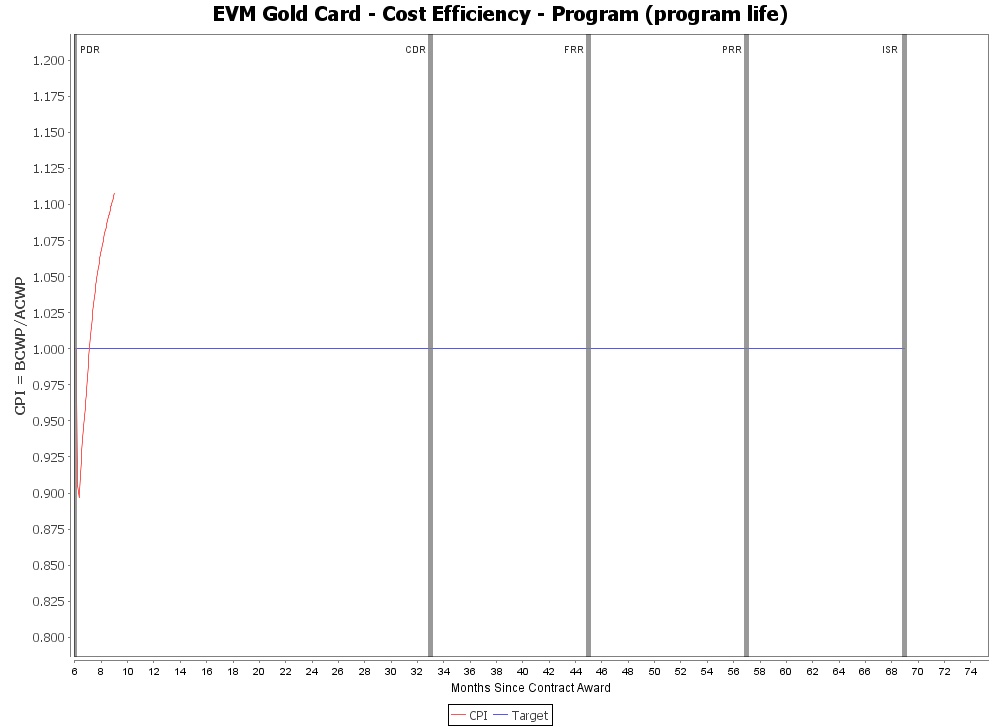 EVM Gold Card - Cost Efficiency - Program (program life)
PDR CDR FRR PRR ISR
1.200
1.175
1.150
1.125
1.100
1.075
1.050
1.025
1.000
0.975
0.950
0.925
0.900
0.875
0.850
0.825
0.800
CPI = BCWP/ACWP
6 8 10 12 14 16 18 20 22 24 26 28 30 32 34 36 38 40 42 44 46 48 50 52 54 56 58 60 62 64 66 68 70 72 74
Months Since Contract Award
CPI Target